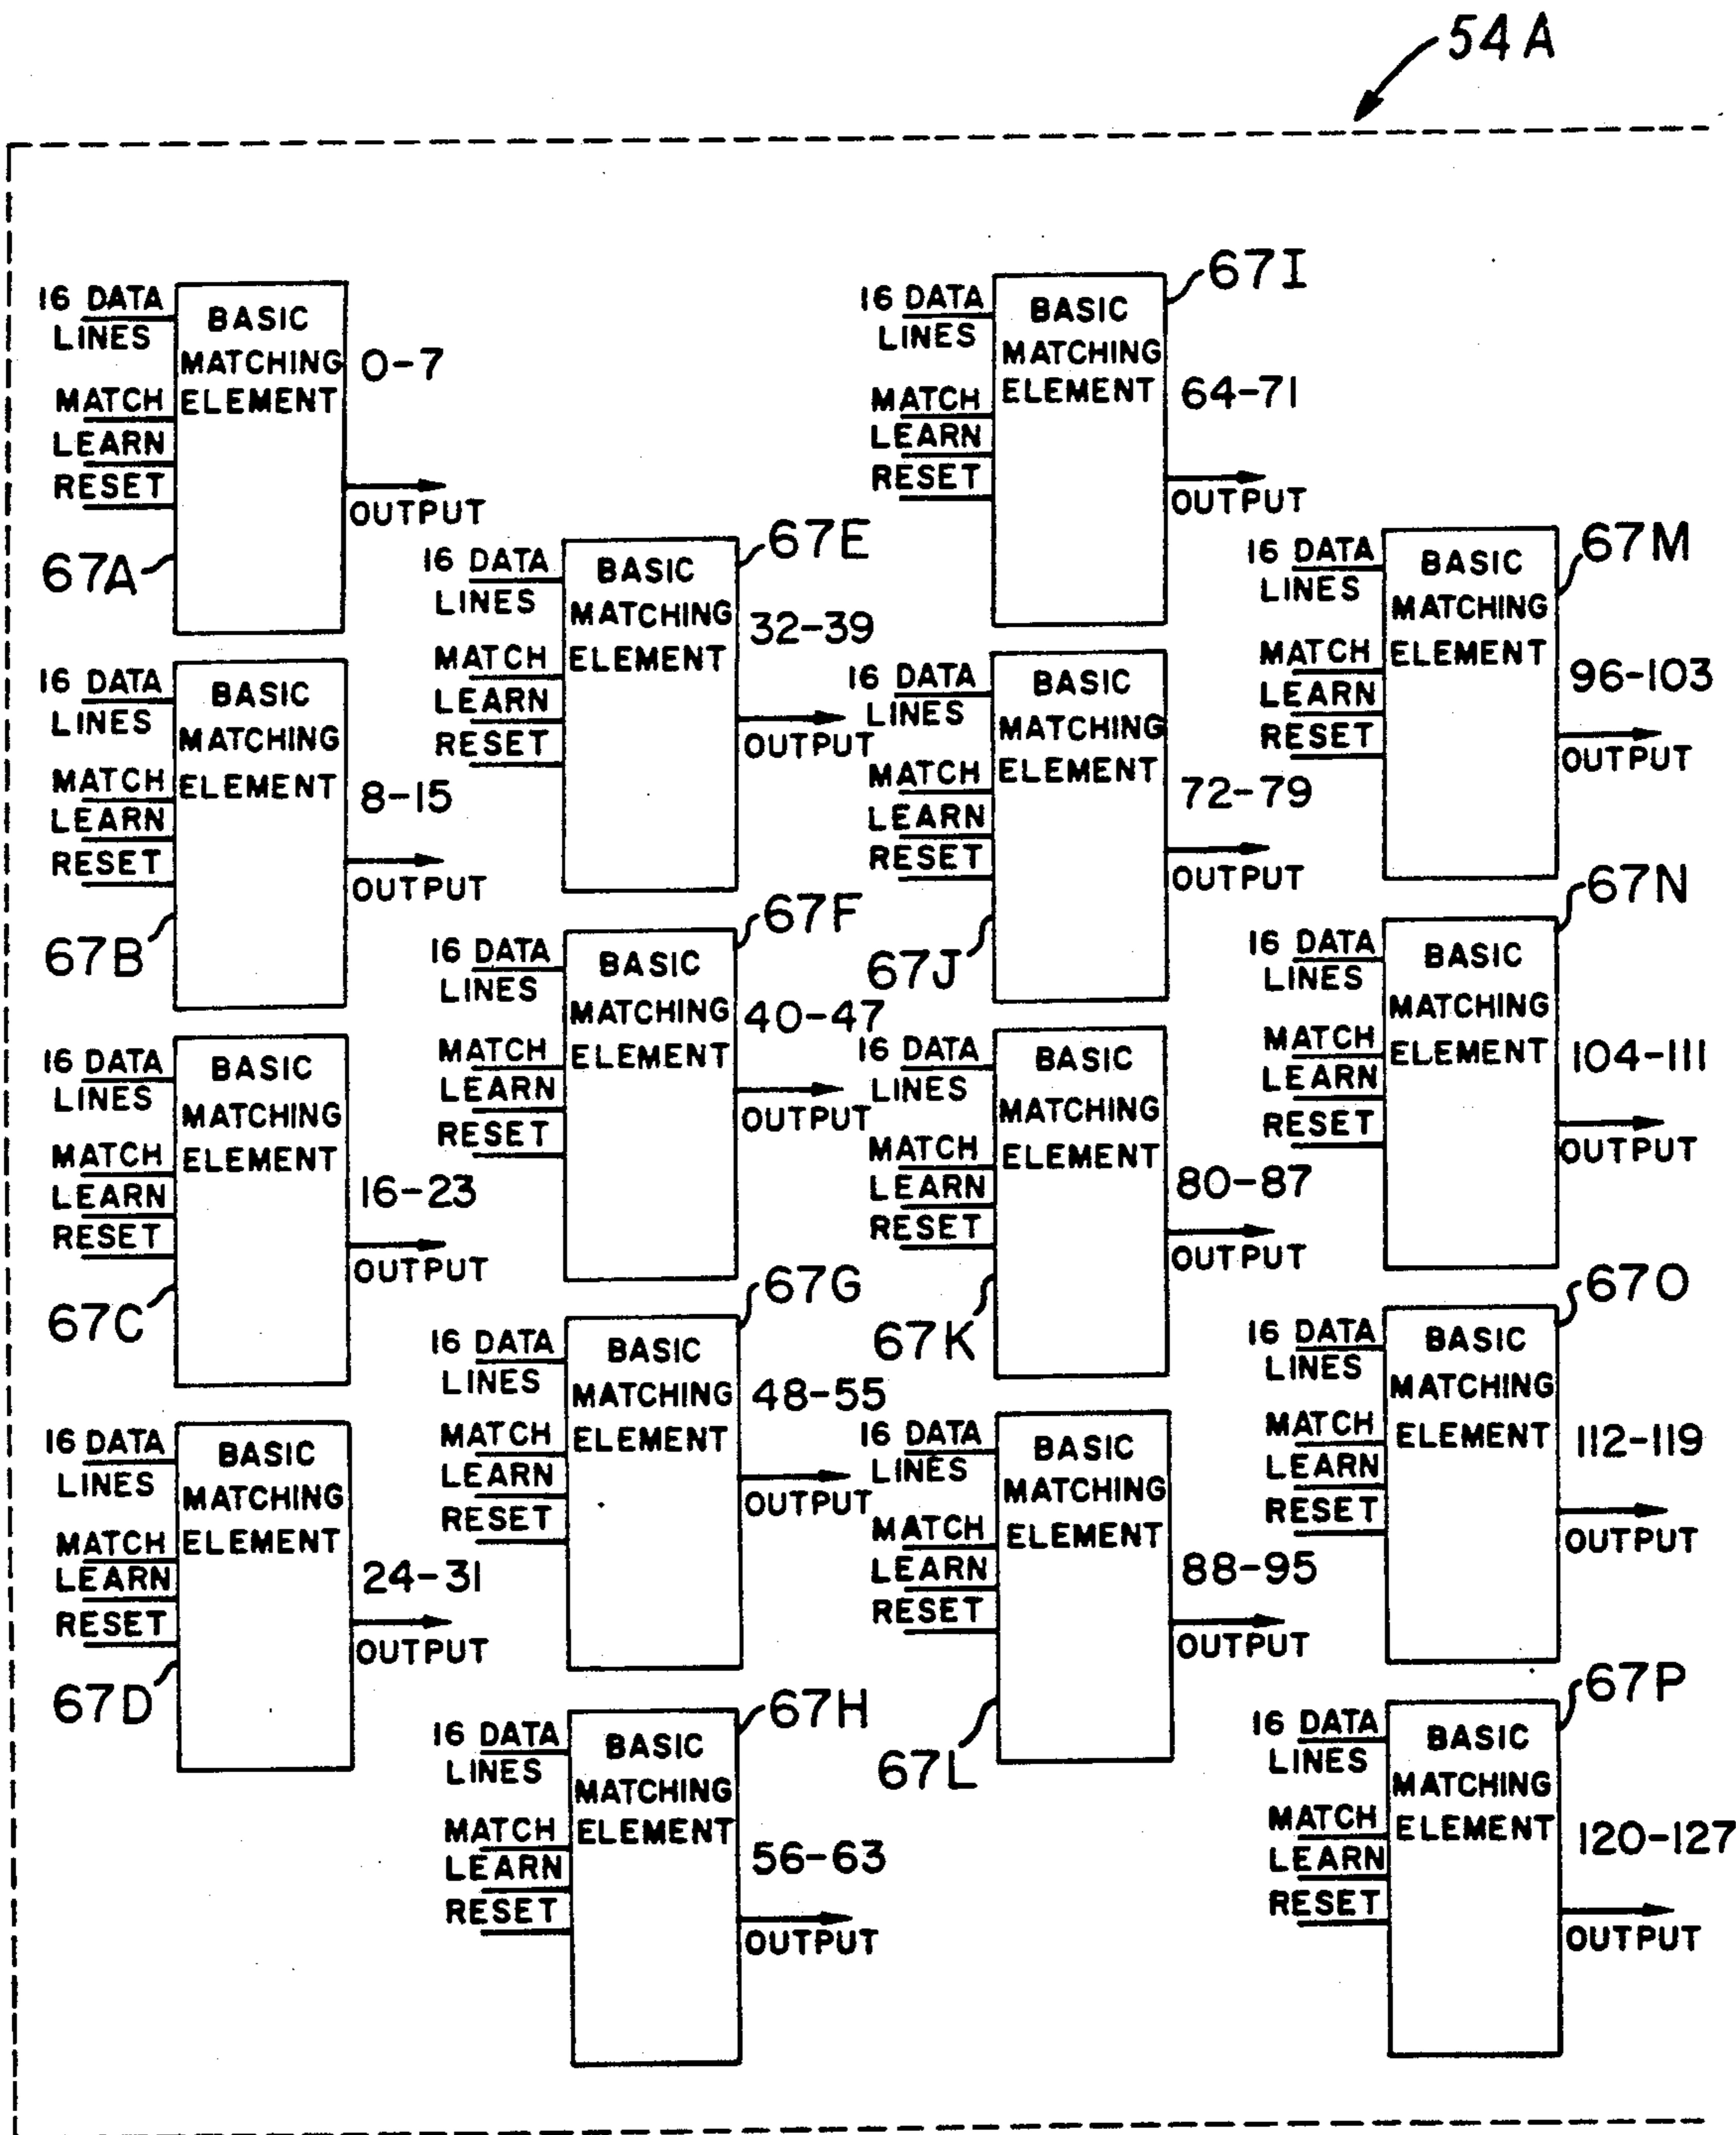 54A
16 DATA
LINES
MATCH
LEARN
RESET
BASIC
MATCHING
ELEMENT
0-7
OUTPUT
67A
16 DATA
LINES
MATCH
LEARN
RESET
BASIC
MATCHING
ELEMENT
8-15
OUTPUT
67B
16 DATA
LINES
MATCH
LEARN
RESET
BASIC
MATCHING
ELEMENT
16-23
OUTPUT
67C
16 DATA
LINES
MATCH
LEARN
RESET
BASIC
MATCHING
ELEMENT
24-31
OUTPUT
67D
67E
16 DATA
LINES
MATCH
LEARN
RESET
BASIC
MATCHING
ELEMENT
32-39
OUTPUT
67F
16 DATA
LINES
MATCH
LEARN
RESET
BASIC
MATCHING
ELEMENT
40-47
OUTPUT
67G
16 DATA
LINES
MATCH
LEARN
RESET
BASIC
MATCHING
ELEMENT
48-55
OUTPUT
67H
16 DATA
LINES
MATCH
LEARN
RESET
BASIC
MATCHING
ELEMENT
56-63
OUTPUT
67I
16 DATA
LINES
MATCH
LEARN
RESET
BASIC
MATCHING
ELEMENT
64-71
OUTPUT
16 DATA
LINES
MATCH
LEARN
RESET
BASIC
MATCHING
ELEMENT
72-79
OUTPUT
67J
16 DATA
LINES
MATCH
LEARN
RESET
BASIC
MATCHING
ELEMENT
80-87
OUTPUT
67K
16 DATA
LINES
MATCH
LEARN
RESET
BASIC
MATCHING
ELEMENT
88-95
OUTPUT
67L
67M
16 DATA
LINES
MATCH
LEARN
RESET
BASIC
MATCHING
ELEMENT
96-103
OUTPUT
67N
16 DATA
LINES
MATCH
LEARN
RESET
BASIC
MATCHING
ELEMENT
104-111
OUTPUT
67O
16 DATA
LINES
MATCH
LEARN
RESET
BASIC
MATCHING
ELEMENT
112-119
OUTPUT
67P
16 DATA
LINES
MATCH
LEARN
RESET
BASIC
MATCHING
ELEMENT
120-127
OUTPUT